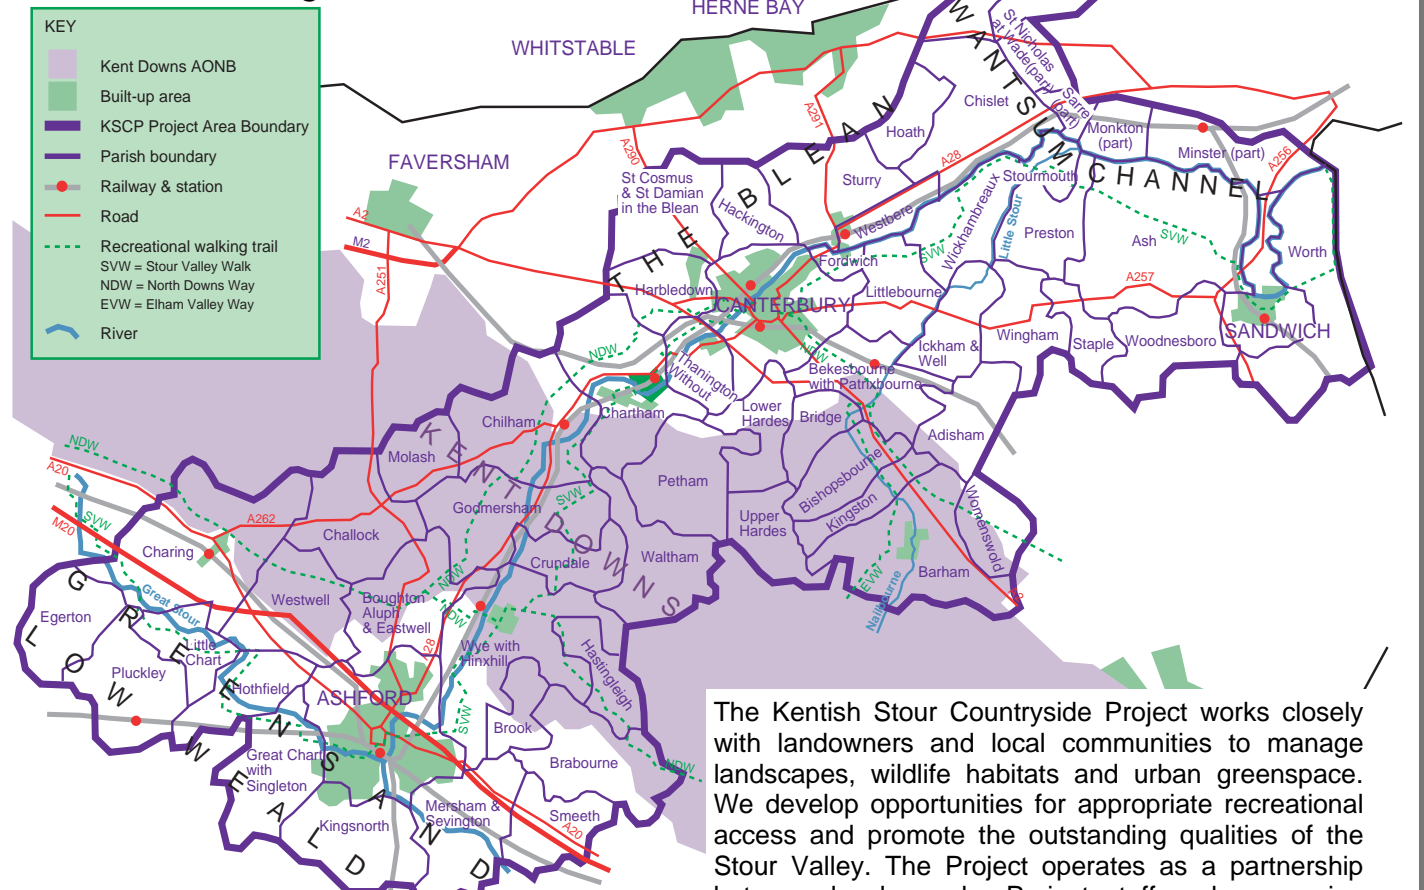 HERNE BAY
WHITSTABLE
FAVERSHAM
KEY
Kent Downs AONB
Built-up area
KSCP Project Area Boundary
Parish boundary
Railway & station
Road
Recreational walking trail
SVW = Stour Valley Walk
NDW = North Downs Way
EVW = Elham Valley Way
River
WANTSUM CHANNEL
St Nicholas
at Wade(part)
Sarre
(part)
Chislet
Hoath
Monkton
(part)
Minster (part)
A256
A28
A291
A290
THE BLEAN
St Cosmus
& St Damian
in the Blean
Hackington
Sturry
Westbere
Stourmouth
Wickhambreaux
Little Stour
Preston
Ash
SVW
Worth
A2
M2
A251
Fordwich
SVW
Harbledown
CANTERBURY
Littlebourne
A257
SANDWICH
Wingham
Staple
Woodnesboro
Ickham &
Well
NDW
NDW
Thanington
Without
Bekesbourne
with Patrixbourne
Chartham
Lower
Hardes
Bridge
Adisham
Chilham
KENT DOWNS
Molash
NDW
A20
Petham
Bishopsbourne
Kingston
Womenswold
Godmersham
SVW
Upper
Hardes
A262
SVW
M20
Challock
Charing
Crundale
Waltham
Barham
EVW
Nailbourne
NDW
Great Stour
Westwell
Boughton
Aluph
& Eastwell
NDW
GREENSAND
Egerton
LOW WEALD
Little
Chart
28
Wye with
Hinxhill
Hastingleigh
Pluckley
Hothfield
ASHFORD
SVW
Brook
Great Chart
with
Singleton
Brabourne
NDW
Mersham &
Sevington
Smeeth
Kingsnorth
A20
The Kentish Stour Countryside Project works closely
with landowners and local communities to manage
landscapes, wildlife habitats and urban greenspace.
We develop opportunities for appropriate recreational
access and promote the outstanding qualities of the
Stour Valley. The Project operates as a partnership